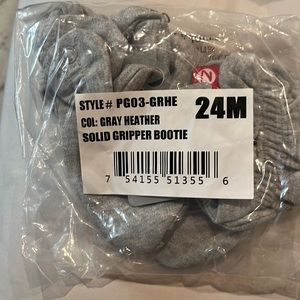 STYLE# PG03-GRHE 24M
COL: GRAY HEATHER
SOLID GRIPPER BOOTIE
7 54155 51355 6